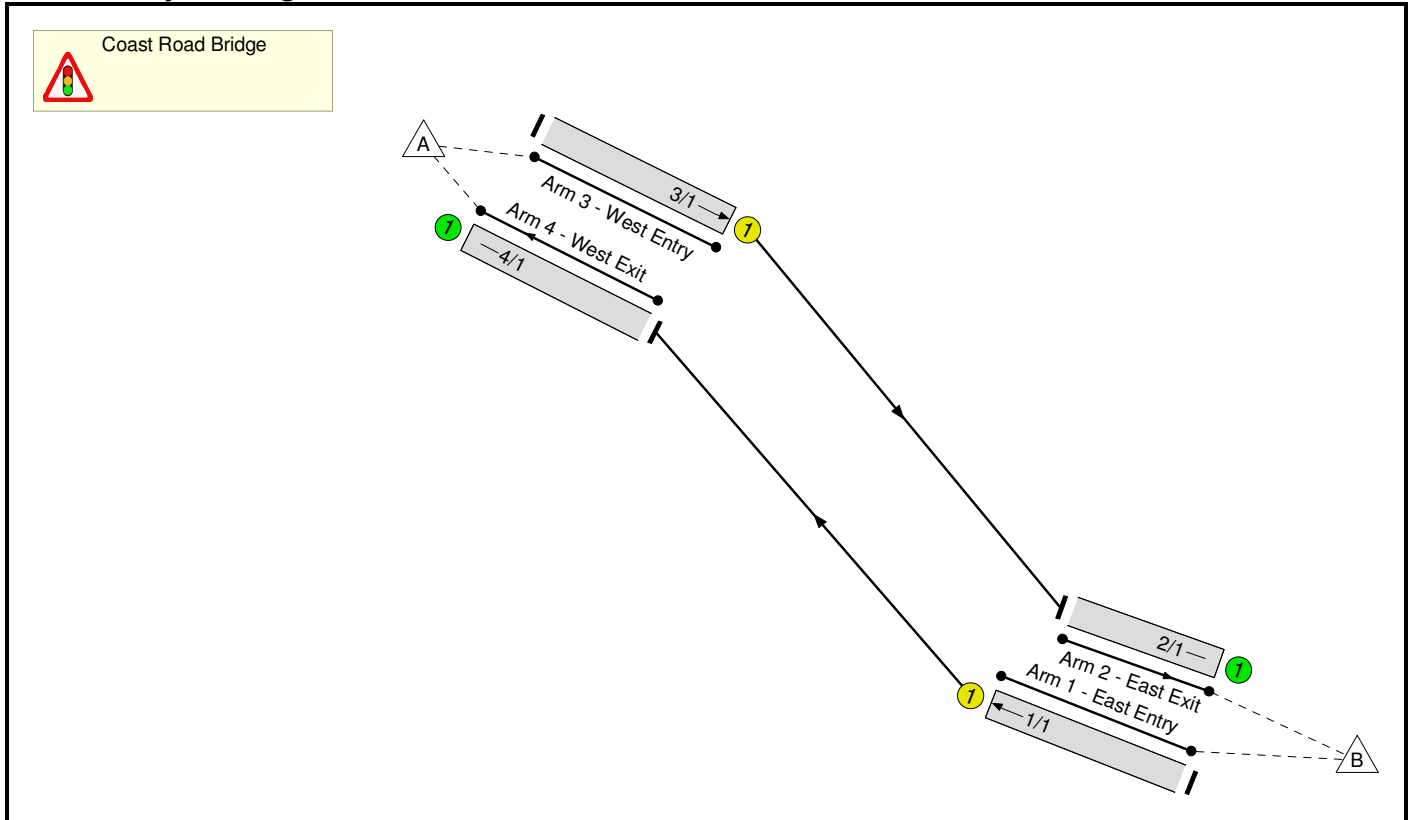 Coast Road Bridge
A
3/1
1
Arm 3 - West Entry
Arm 4 - West Exit
1
4/1
2/1
1
Arm 2 - East Exit
Arm 1 - East Entry
1
1/1
B